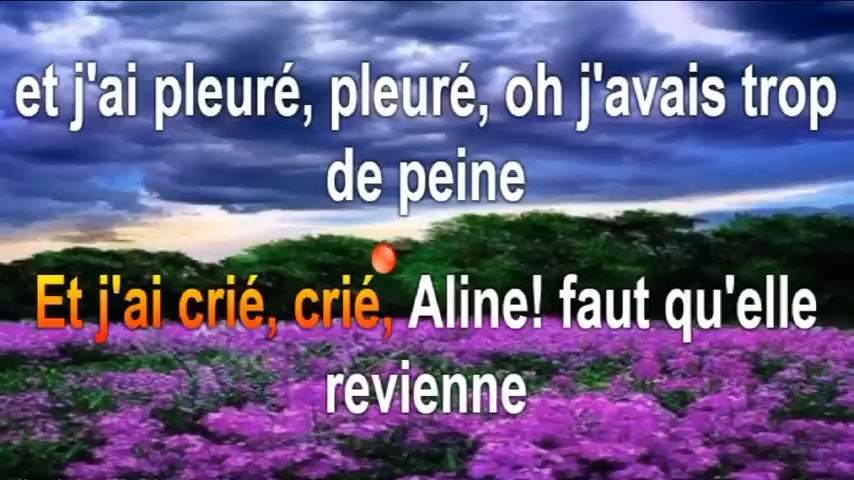 et j'ai pleuré, pleuré, oh j'avais trop
de peine
Et j'ai crié, crié, Aline! faut qu'elle
revienne